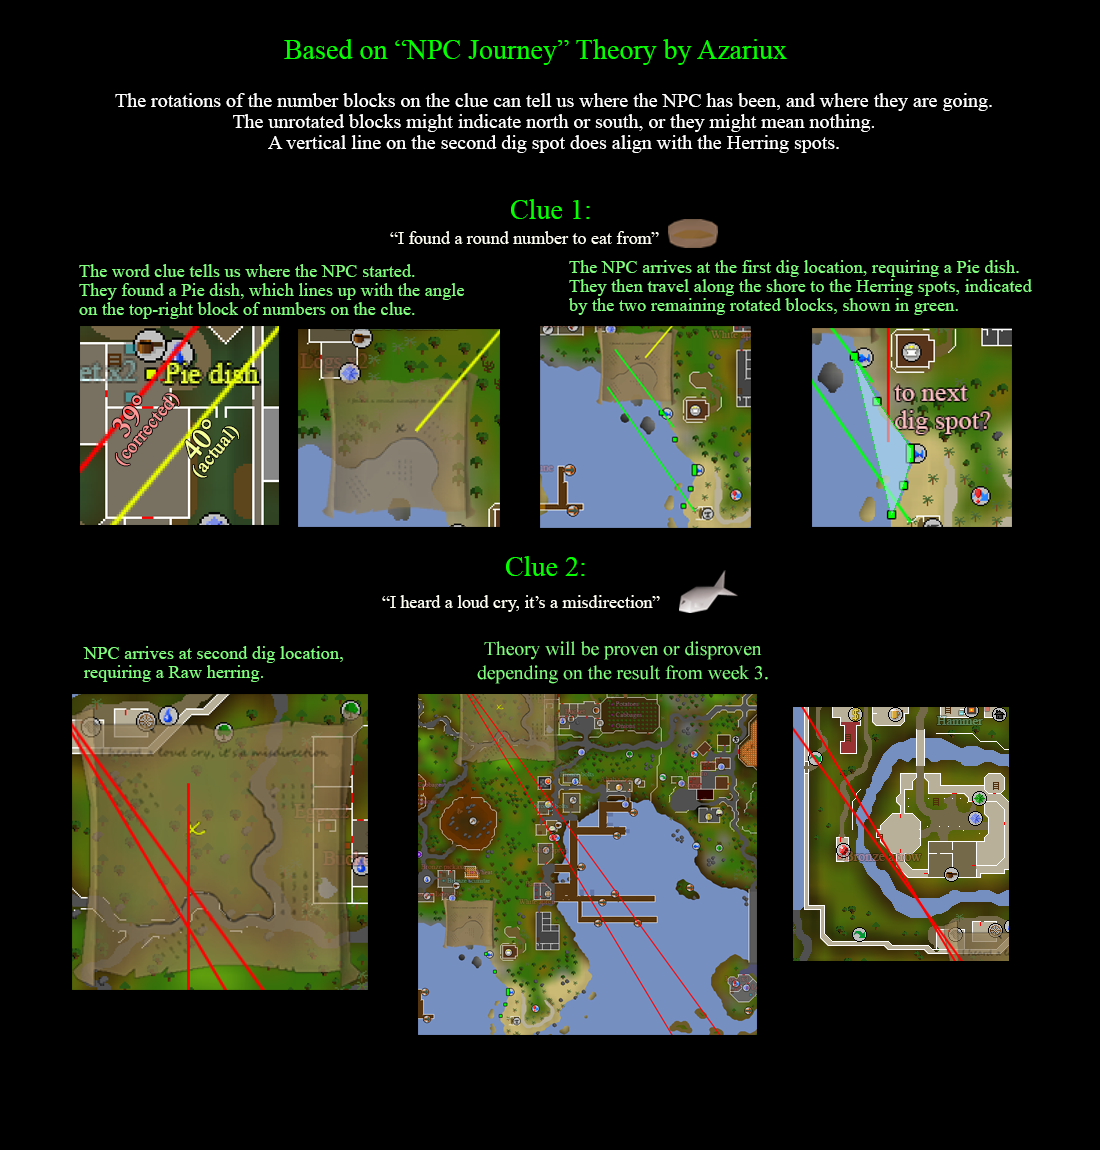 Based on “NPC Journey” Theory by Azariux
The rotations of the number blocks on the clue can tell us where the NPC has been, and where they are going.
The unrotated blocks might indicate north or south, or they might mean nothing.
A vertical line on the second dig spot does align with the Herring spots.
Clue 1:
“I found a round number to eat from”
The word clue tells us where the NPC started.
They found a Pie dish, which lines up with the angle
on the top-right block of numbers on the clue.
The NPC arrives at the first dig location, requiring a Pie dish.
They then travel along the shore to the Herring spots, indicated
by the two remaining rotated blocks, shown in green.
et x2
Pie dish
39°
(corrected)
40°
(actual)
to next
dig spot?
Clue 2:
“I heard a loud cry, it’s a misdirection”
NPC arrives at second dig location,
requiring a Raw herring.
Theory will be proven or disproven
depending on the result from week 3.
a loud cry, it's a misdirection
Potatoes
Cabbages
Onions
Hammer